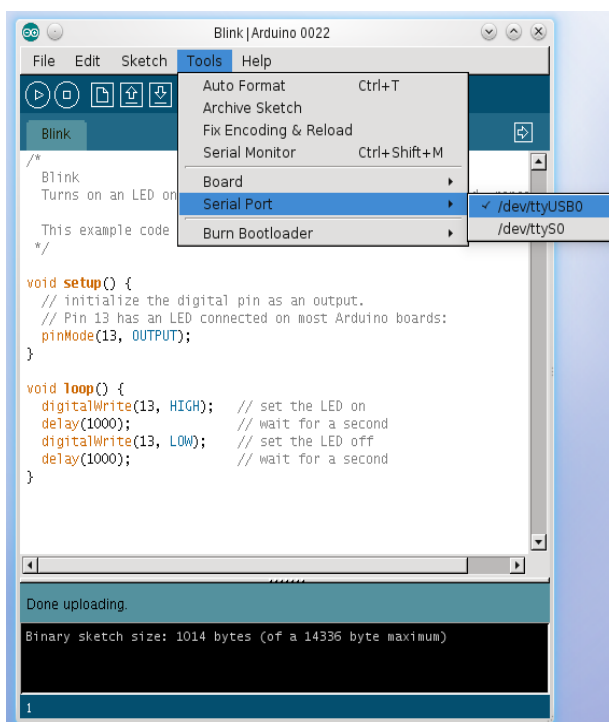 Blink | Arduino 0022
File Edit Sketch Tools Help
Auto Format Ctrl+T
Archive Sketch
Fix Encoding & Reload
Serial Monitor Ctrl+Shift+M
Board
Serial Port
Burn Bootloader
/dev/ttyUSB0
/dev/ttyS0
Blink
/*
Blink
Turns on an LED on
This example code
*/
void setup() {
// initialize the digital pin as an output.
// Pin 13 has an LED connected on most Arduino boards:
pinMode(13, OUTPUT);
}
void loop() {
digitalWrite(13, HIGH); // set the LED on
delay(1000); // wait for a second
digitalWrite(13, LOW); // set the LED off
delay(1000); // wait for a second
}
Done uploading.
Binary sketch size: 1014 bytes (of a 14336 byte maximum)
1